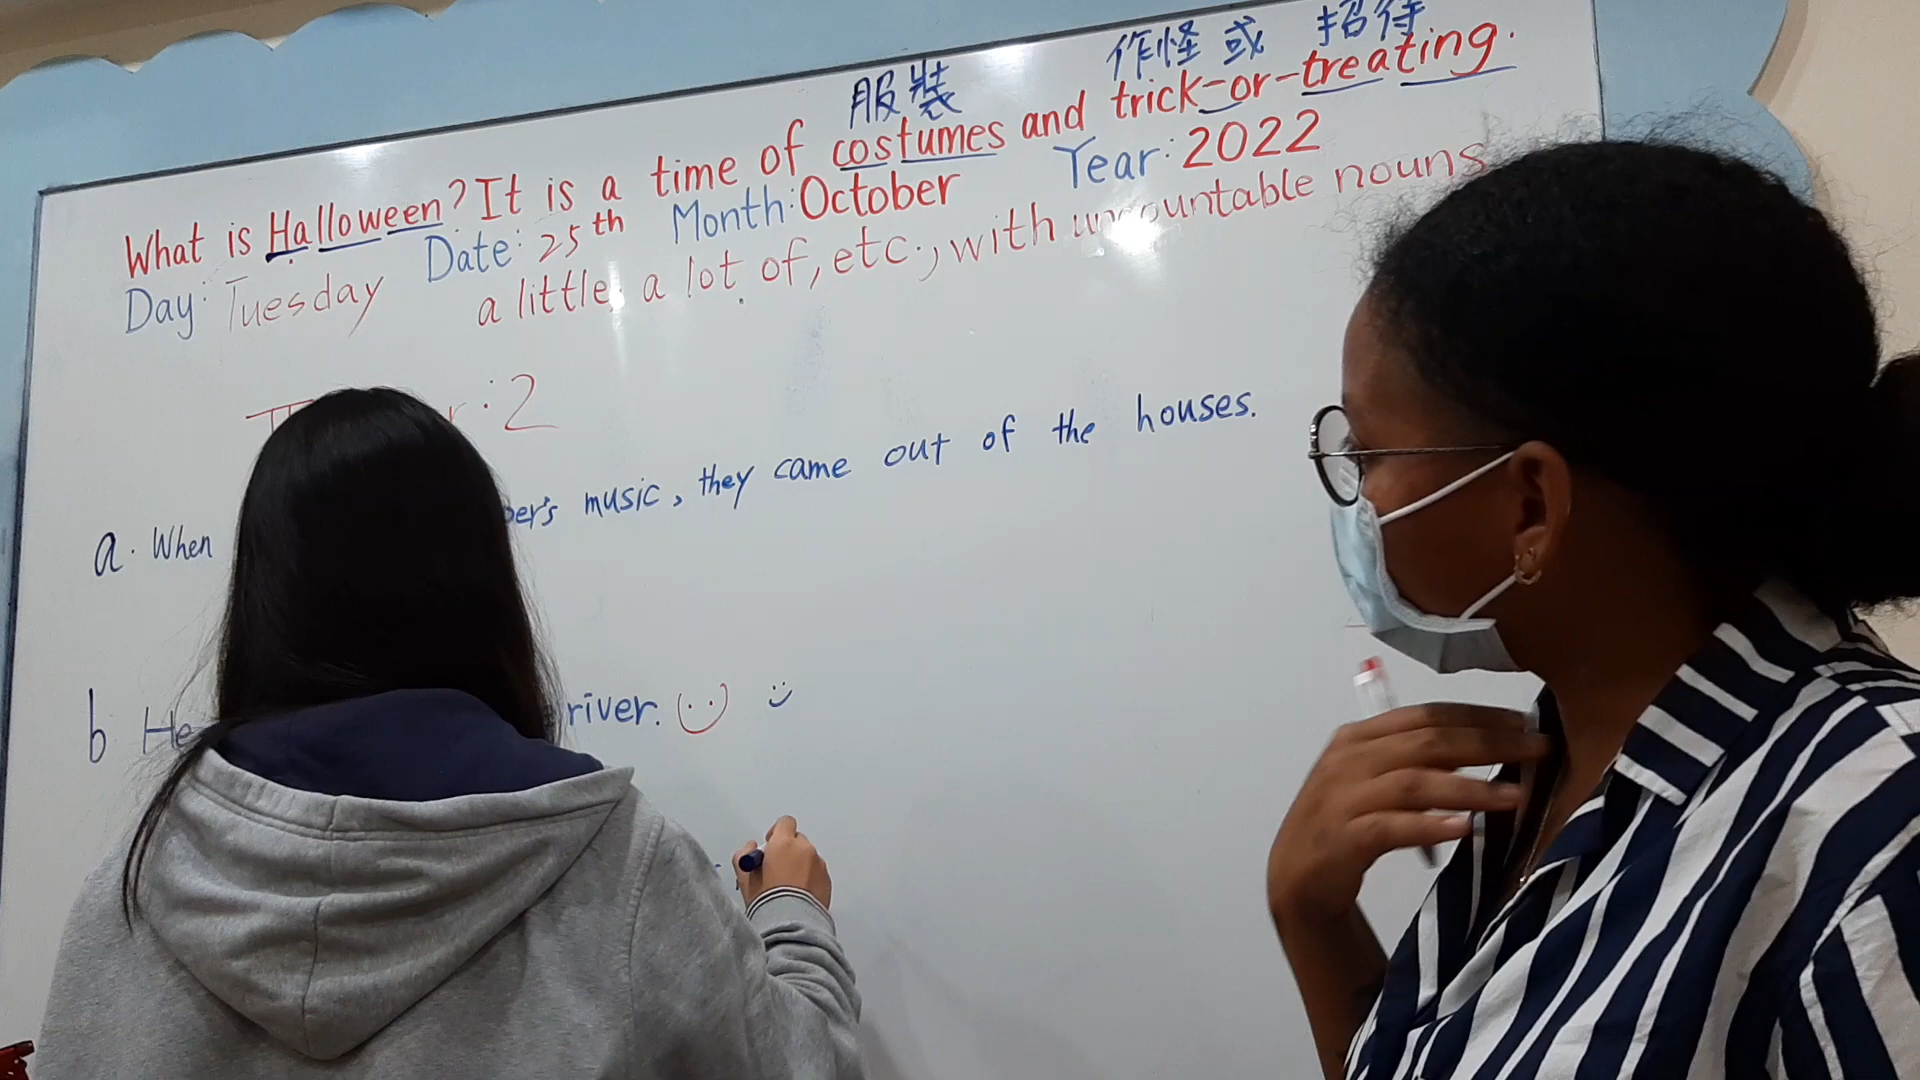 服裝 作怪或 招待
What is Halloween? It is a time of costumes and trick-or-treating.
Day: Tuesday Date: 25th Month: October Year: 2022
a little, a lot of, etc., with uncountable nouns
: 2
a. When music, they came out of the houses.
b He river.